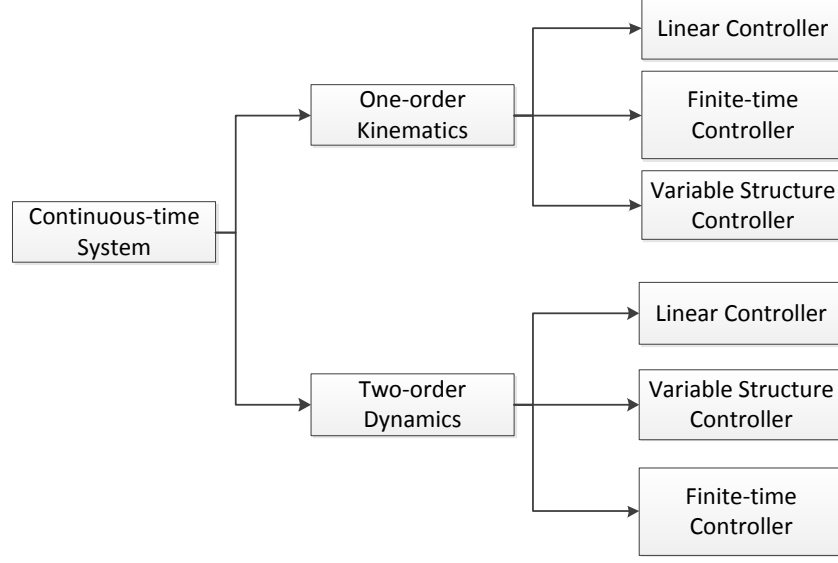 Continuous-time
System
One-order
Kinematics
Linear Controller
Finite-time
Controller
Variable Structure
Controller
Two-order
Dynamics
Linear Controller
Variable Structure
Controller
Finite-time
Controller